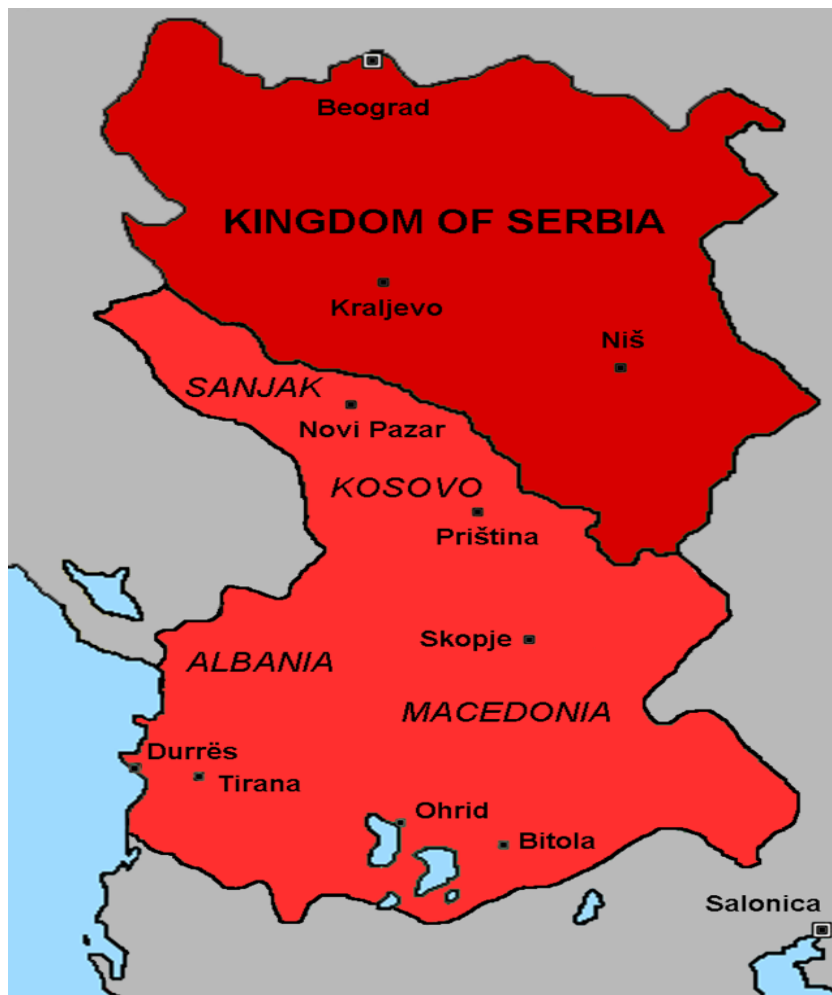 Beograd
KINGDOM OF SERBIA
Kraljevo
Niš
SANJAK
Novi Pazar
KOSOVO
Priština
Skopje
ALBANIA
MACEDONIA
Durrës
Tirana
Ohrid
Bitola
Salonica